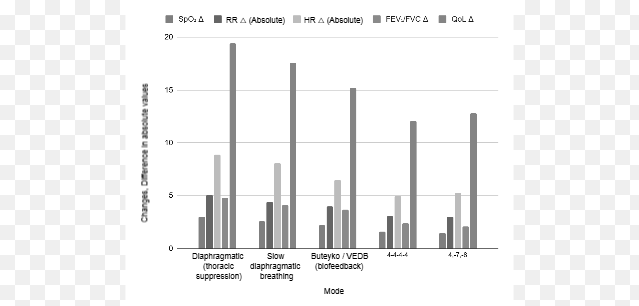 SpO₂ Δ RR △ (Absolute) HR △ (Absolute) FEV₁/FVC Δ QoL Δ
20
15
10
5
0
Changes, Difference in absolute values
Diaphragmatic
(thoracic
suppression)
Slow
diaphragmatic
breathing
Buteyko / VEDB
(biofeedback)
4-4-4-4
4.-7,-8
Mode